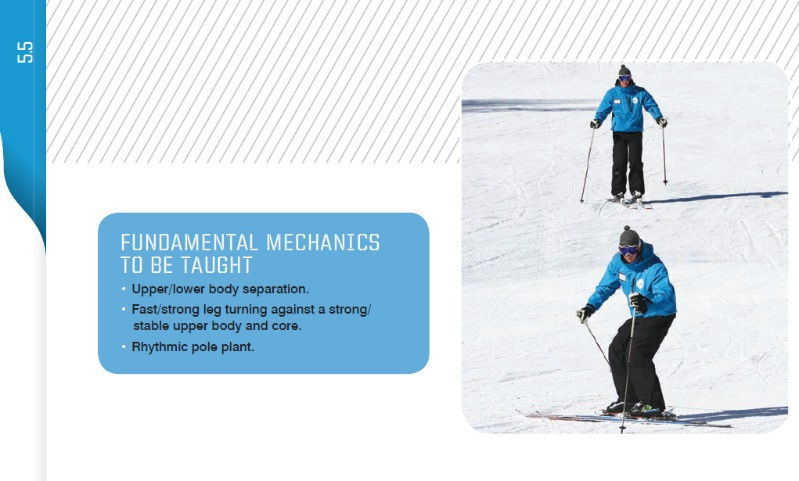 5.5
FUNDAMENTAL MECHANICS
TO BE TAUGHT
• Upper/lower body separation.
• Fast/strong leg turning against a strong/
stable upper body and core.
• Rhythmic pole plant.